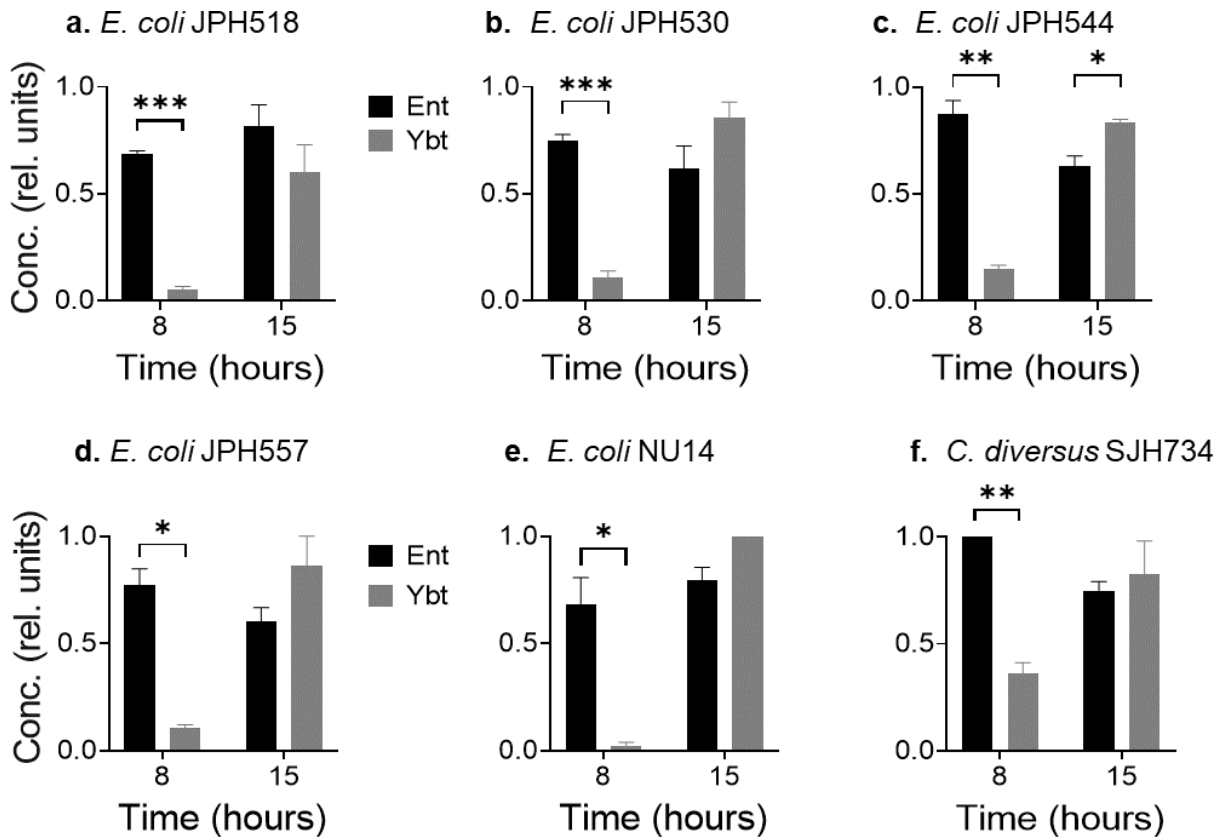 a. E. coli JPH518
b. E. coli JPH530
c. E. coli JPH544
Conc. (rel. units)
1.0
0.5
0.0
***
Ent
Ybt
8
15
Time (hours)
1.0
0.5
0.0
***
8
15
Time (hours)
1.0
0.5
0.0
**
*
8
15
Time (hours)
d. E. coli JPH557
e. E. coli NU14
f. C. diversus SJH734
Conc. (rel. units)
1.0
0.5
0.0
*
Ent
Ybt
8
15
Time (hours)
1.0
0.5
0.0
*
8
15
Time (hours)
1.0
0.5
0.0
**
8
15
Time (hours)